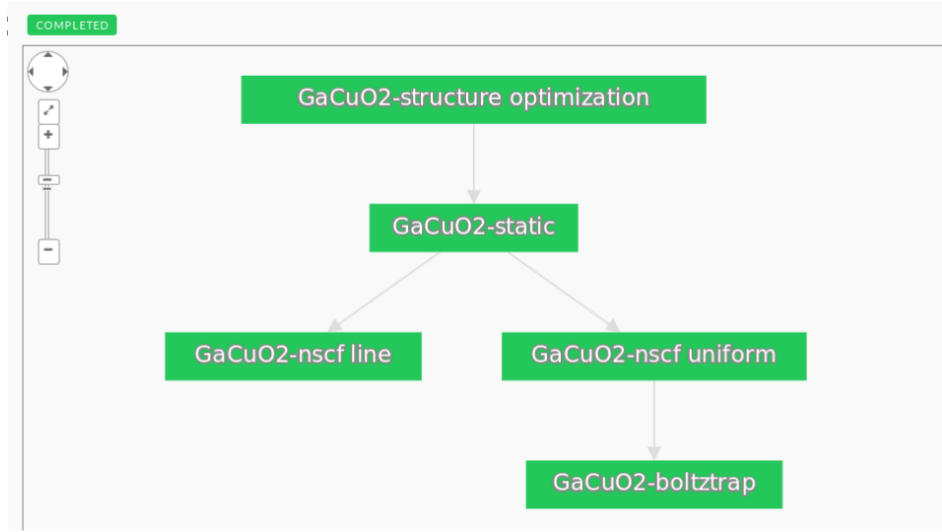 COMPLETED
GaCuO2-structure optimization
GaCuO2-static
GaCuO2-nscf line
GaCuO2-nscf uniform
GaCuO2-boltztrap